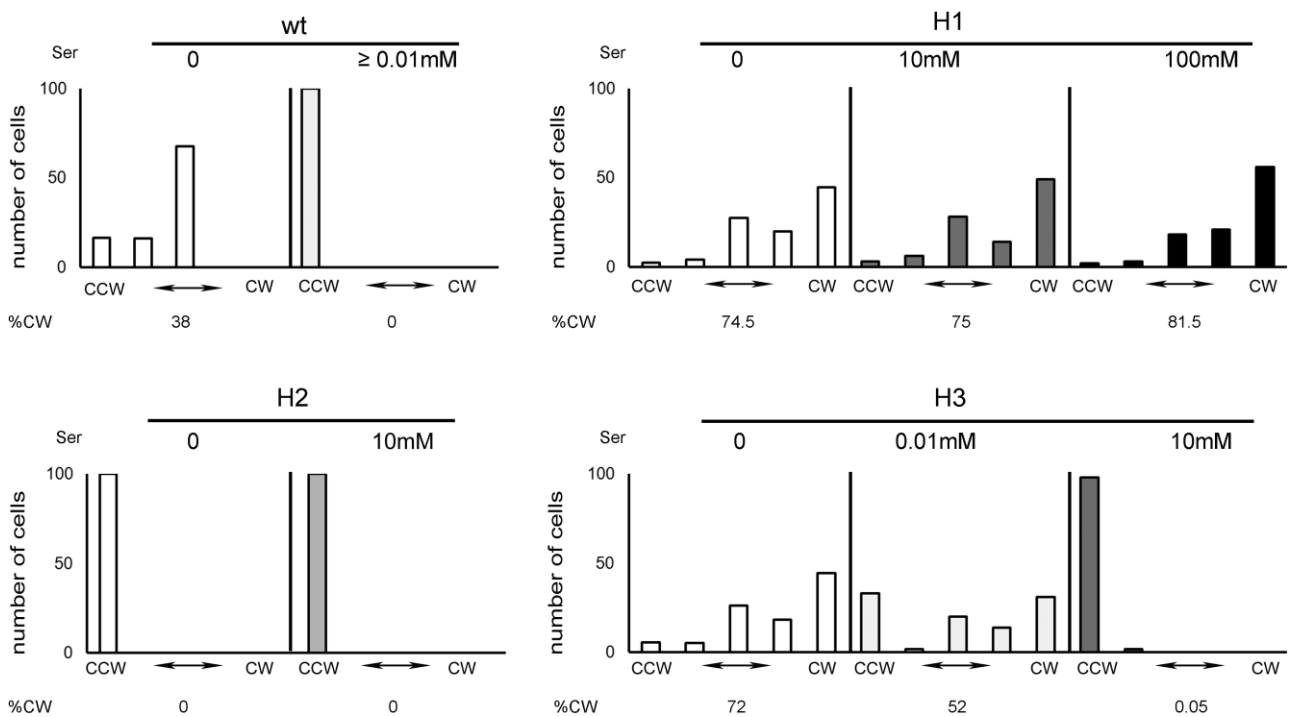 wt
Ser 0 ≥ 0.01mM
number of cells
100
50
0
CCW CW CCW CW
%CW 38 0
H1
Ser 0 10mM 100mM
number of cells
100
50
0
CCW CW CCW CW CCW CW
%CW 74.5 75 81.5
H2
Ser 0 10mM
number of cells
100
50
0
CCW CW CCW CW
%CW 0 0
H3
Ser 0 0.01mM 10mM
number of cells
100
50
0
CCW CW CCW CW CCW CW
%CW 72 52 0.05